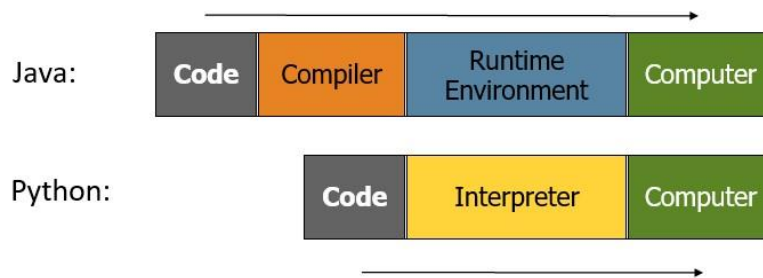 Java:
Code
Compiler
Runtime
Environment
Computer
Python:
Code
Interpreter
Computer